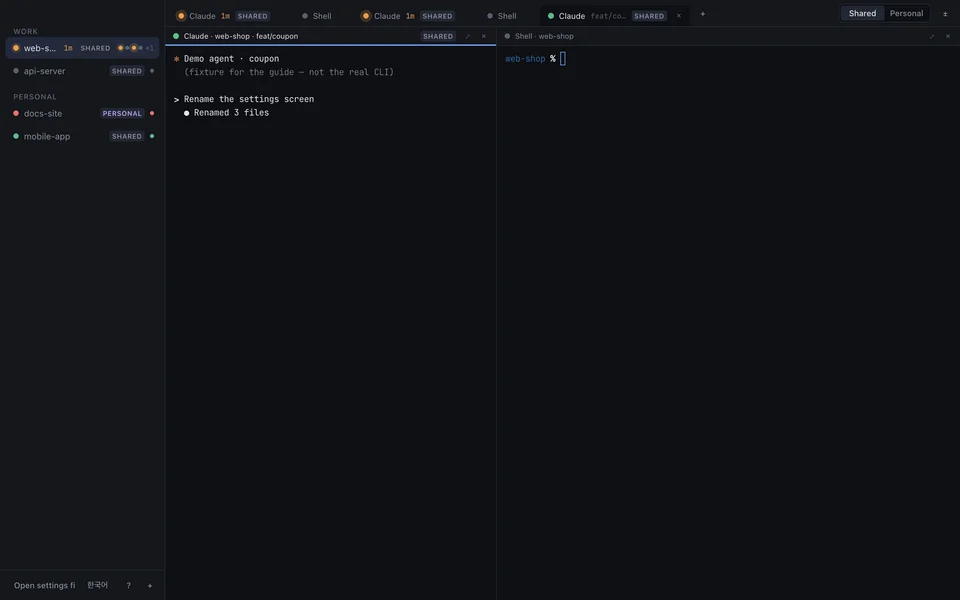 WORK
web-s... 1m SHARED +1
api-server SHARED
PERSONAL
docs-site PERSONAL
mobile-app SHARED
Open settings fi 한국어 ? +
Claude 1m SHARED Shell Claude 1m SHARED Shell Claude feat/co... SHARED × +
Shared Personal ±
Claude · web-shop · feat/coupon SHARED ×
✻ Demo agent · coupon
(fixture for the guide — not the real CLI)
> Rename the settings screen
● Renamed 3 files
Shell · web-shop ×
web-shop %